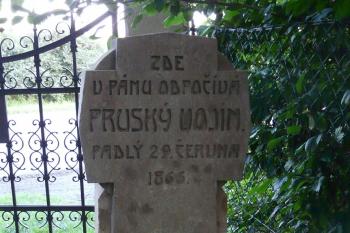 ZDE
V PÁNU ODPOČÍVÁ
PRUSKÝ VOJÍN.
PADLÝ 29. ČERVNA
1866.